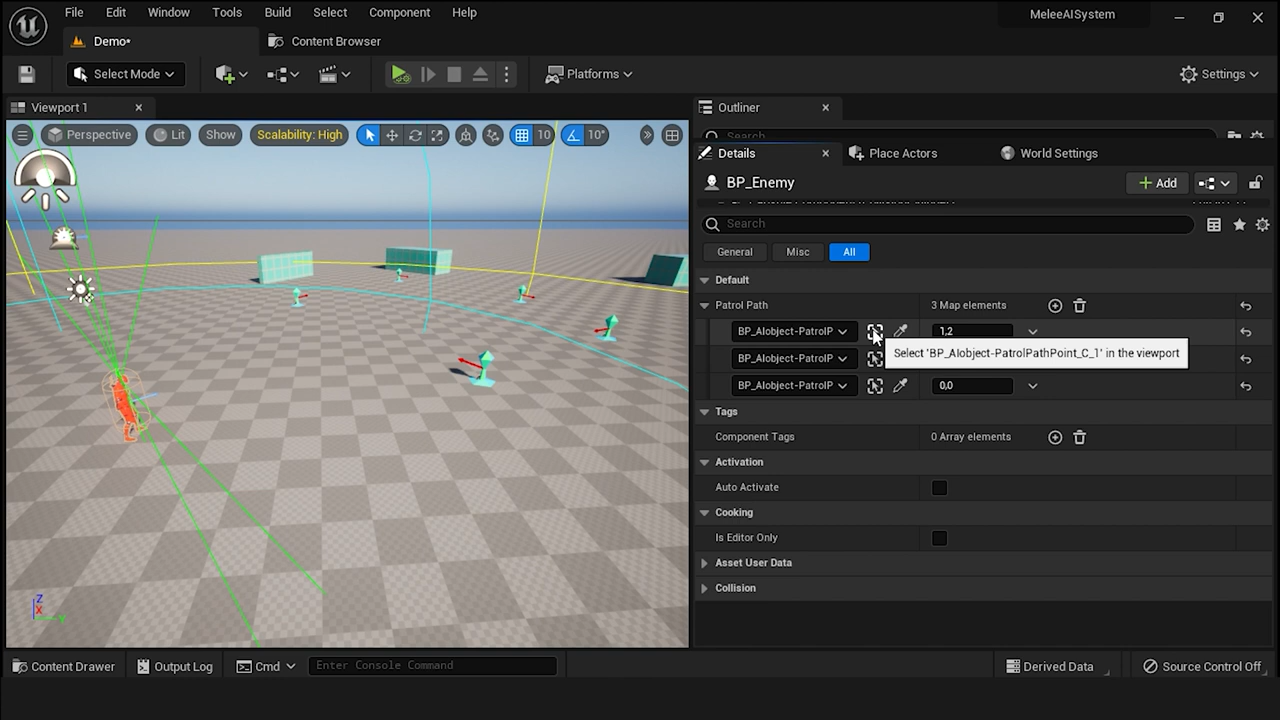 File Edit Window Tools Build Select Component Help
MeleeAISystem
Demo•
Content Browser
Select Mode
Platforms
Settings
Viewport 1
Outliner
Perspective
Lit
Show
Scalability: High
10
10°
Search
Details
Place Actors
World Settings
BP_Enemy
Add
Search
General
Misc
All
Default
Patrol Path
3 Map elements
BP_AIobject-PatrolP
1,2
Select 'BP_AIobject-PatrolPathPoint_C_1' in the viewport
BP_AIobject-PatrolP
BP_AIobject-PatrolP
0,0
Tags
Component Tags
0 Array elements
Activation
Auto Activate
Cooking
Is Editor Only
Asset User Data
Collision
Z
X
Y
Content Drawer
Output Log
Cmd
Enter Console Command
Derived Data
Source Control Off